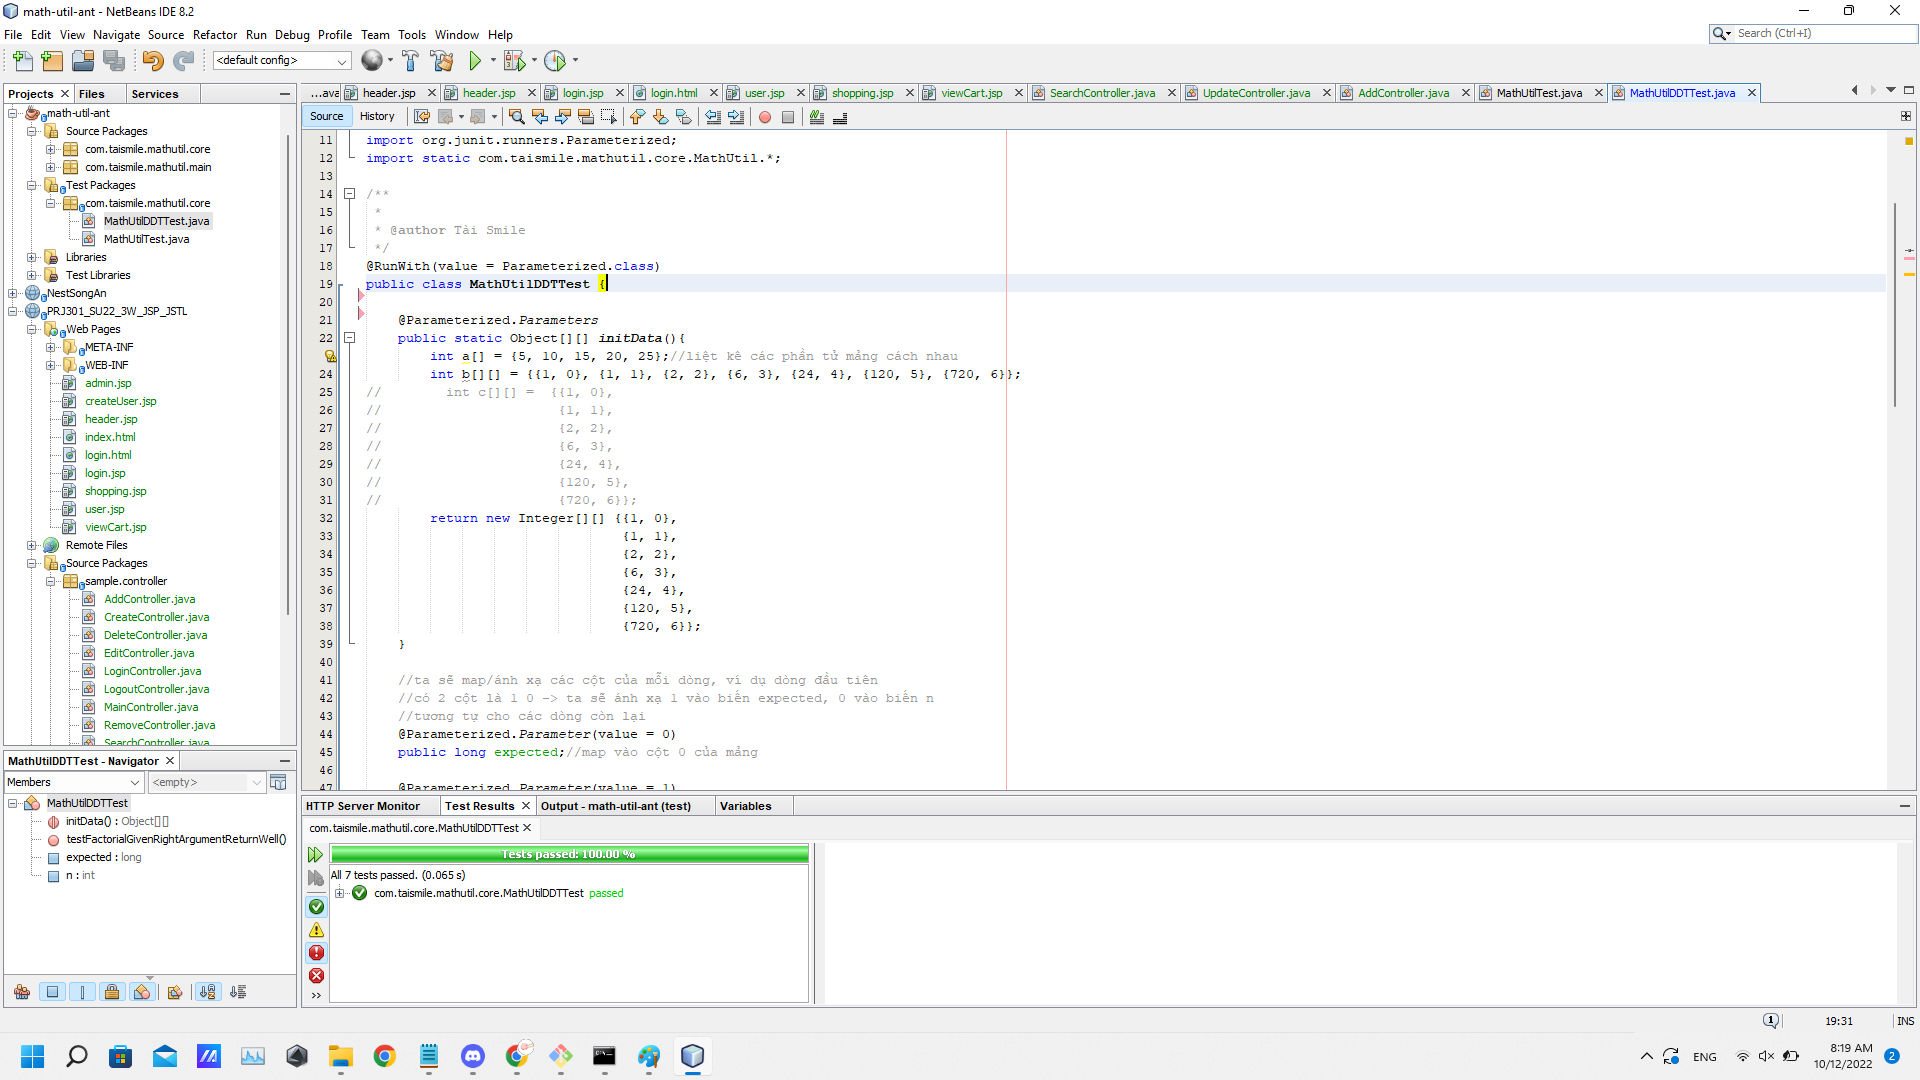 math-util-ant - NetBeans IDE 8.2
File Edit View Navigate Source Refactor Run Debug Profile Team Tools Window Help
Search (Ctrl+I)
<default config>
Projects Files Services
math-util-ant
Source Packages
com.taismile.mathutil.core
com.taismile.mathutil.main
Test Packages
com.taismile.mathutil.core
MathUtilDDTTest.java
MathUtilTest.java
Libraries
Test Libraries
NestSongAn
PRJ301_SU22_3W_JSP_JSTL
Web Pages
META-INF
WEB-INF
admin.jsp
createUser.jsp
header.jsp
index.html
login.html
login.jsp
shopping.jsp
user.jsp
viewCart.jsp
Remote Files
Source Packages
sample.controller
AddController.java
CreateController.java
DeleteController.java
EditController.java
LoginController.java
LogoutController.java
MainController.java
RemoveController.java
SearchController.java
MathUtilDDTTest - Navigator
Members <empty>
MathUtilDDTTest
initData() : Object[][]
testFactorialGivenRightArgumentReturnWell()
expected : long
n : int
...ava header.jsp header.jsp login.jsp login.html user.jsp shopping.jsp viewCart.jsp SearchController.java UpdateController.java AddController.java MathUtilTest.java MathUtilDDTTest.java
Source History
11 import org.junit.runners.Parameterized;
12 import static com.taismile.mathutil.core.MathUtil.*;
13
14 /**
15 *
16 * @author Tài Smile
17 */
18 @RunWith(value = Parameterized.class)
19 public class MathUtilDDTTest {
20
21 @Parameterized.Parameters
22 public static Object[][] initData(){
int a[] = {5, 10, 15, 20, 25};//liệt kê các phần tử mảng cách nhau
24 int b[][] = {{1, 0}, {1, 1}, {2, 2}, {6, 3}, {24, 4}, {120, 5}, {720, 6}};
25 // int c[][] = {{1, 0},
26 // {1, 1},
27 // {2, 2},
28 // {6, 3},
29 // {24, 4},
30 // {120, 5},
31 // {720, 6}};
32 return new Integer[][] {{1, 0},
33 {1, 1},
34 {2, 2},
35 {6, 3},
36 {24, 4},
37 {120, 5},
38 {720, 6}};
39 }
40
41 //ta sẽ map/ánh xạ các cột của mỗi dòng, ví dụ dòng đầu tiên
42 //có 2 cột là 1 0 -> ta sẽ ánh xạ 1 vào biến expected, 0 vào biến n
43 //tương tự cho các dòng còn lại
44 @Parameterized.Parameter(value = 0)
45 public long expected;//map vào cột 0 của mảng
46
47 @Parameterized.Parameter(value = 1)
HTTP Server Monitor Test Results Output - math-util-ant (test) Variables
com.taismile.mathutil.core.MathUtilDDTTest
Tests passed: 100.00 %
All 7 tests passed. (0.065 s)
com.taismile.mathutil.core.MathUtilDDTTest passed
1 19:31 INS
ENG
8:19 AM
10/12/2022
2